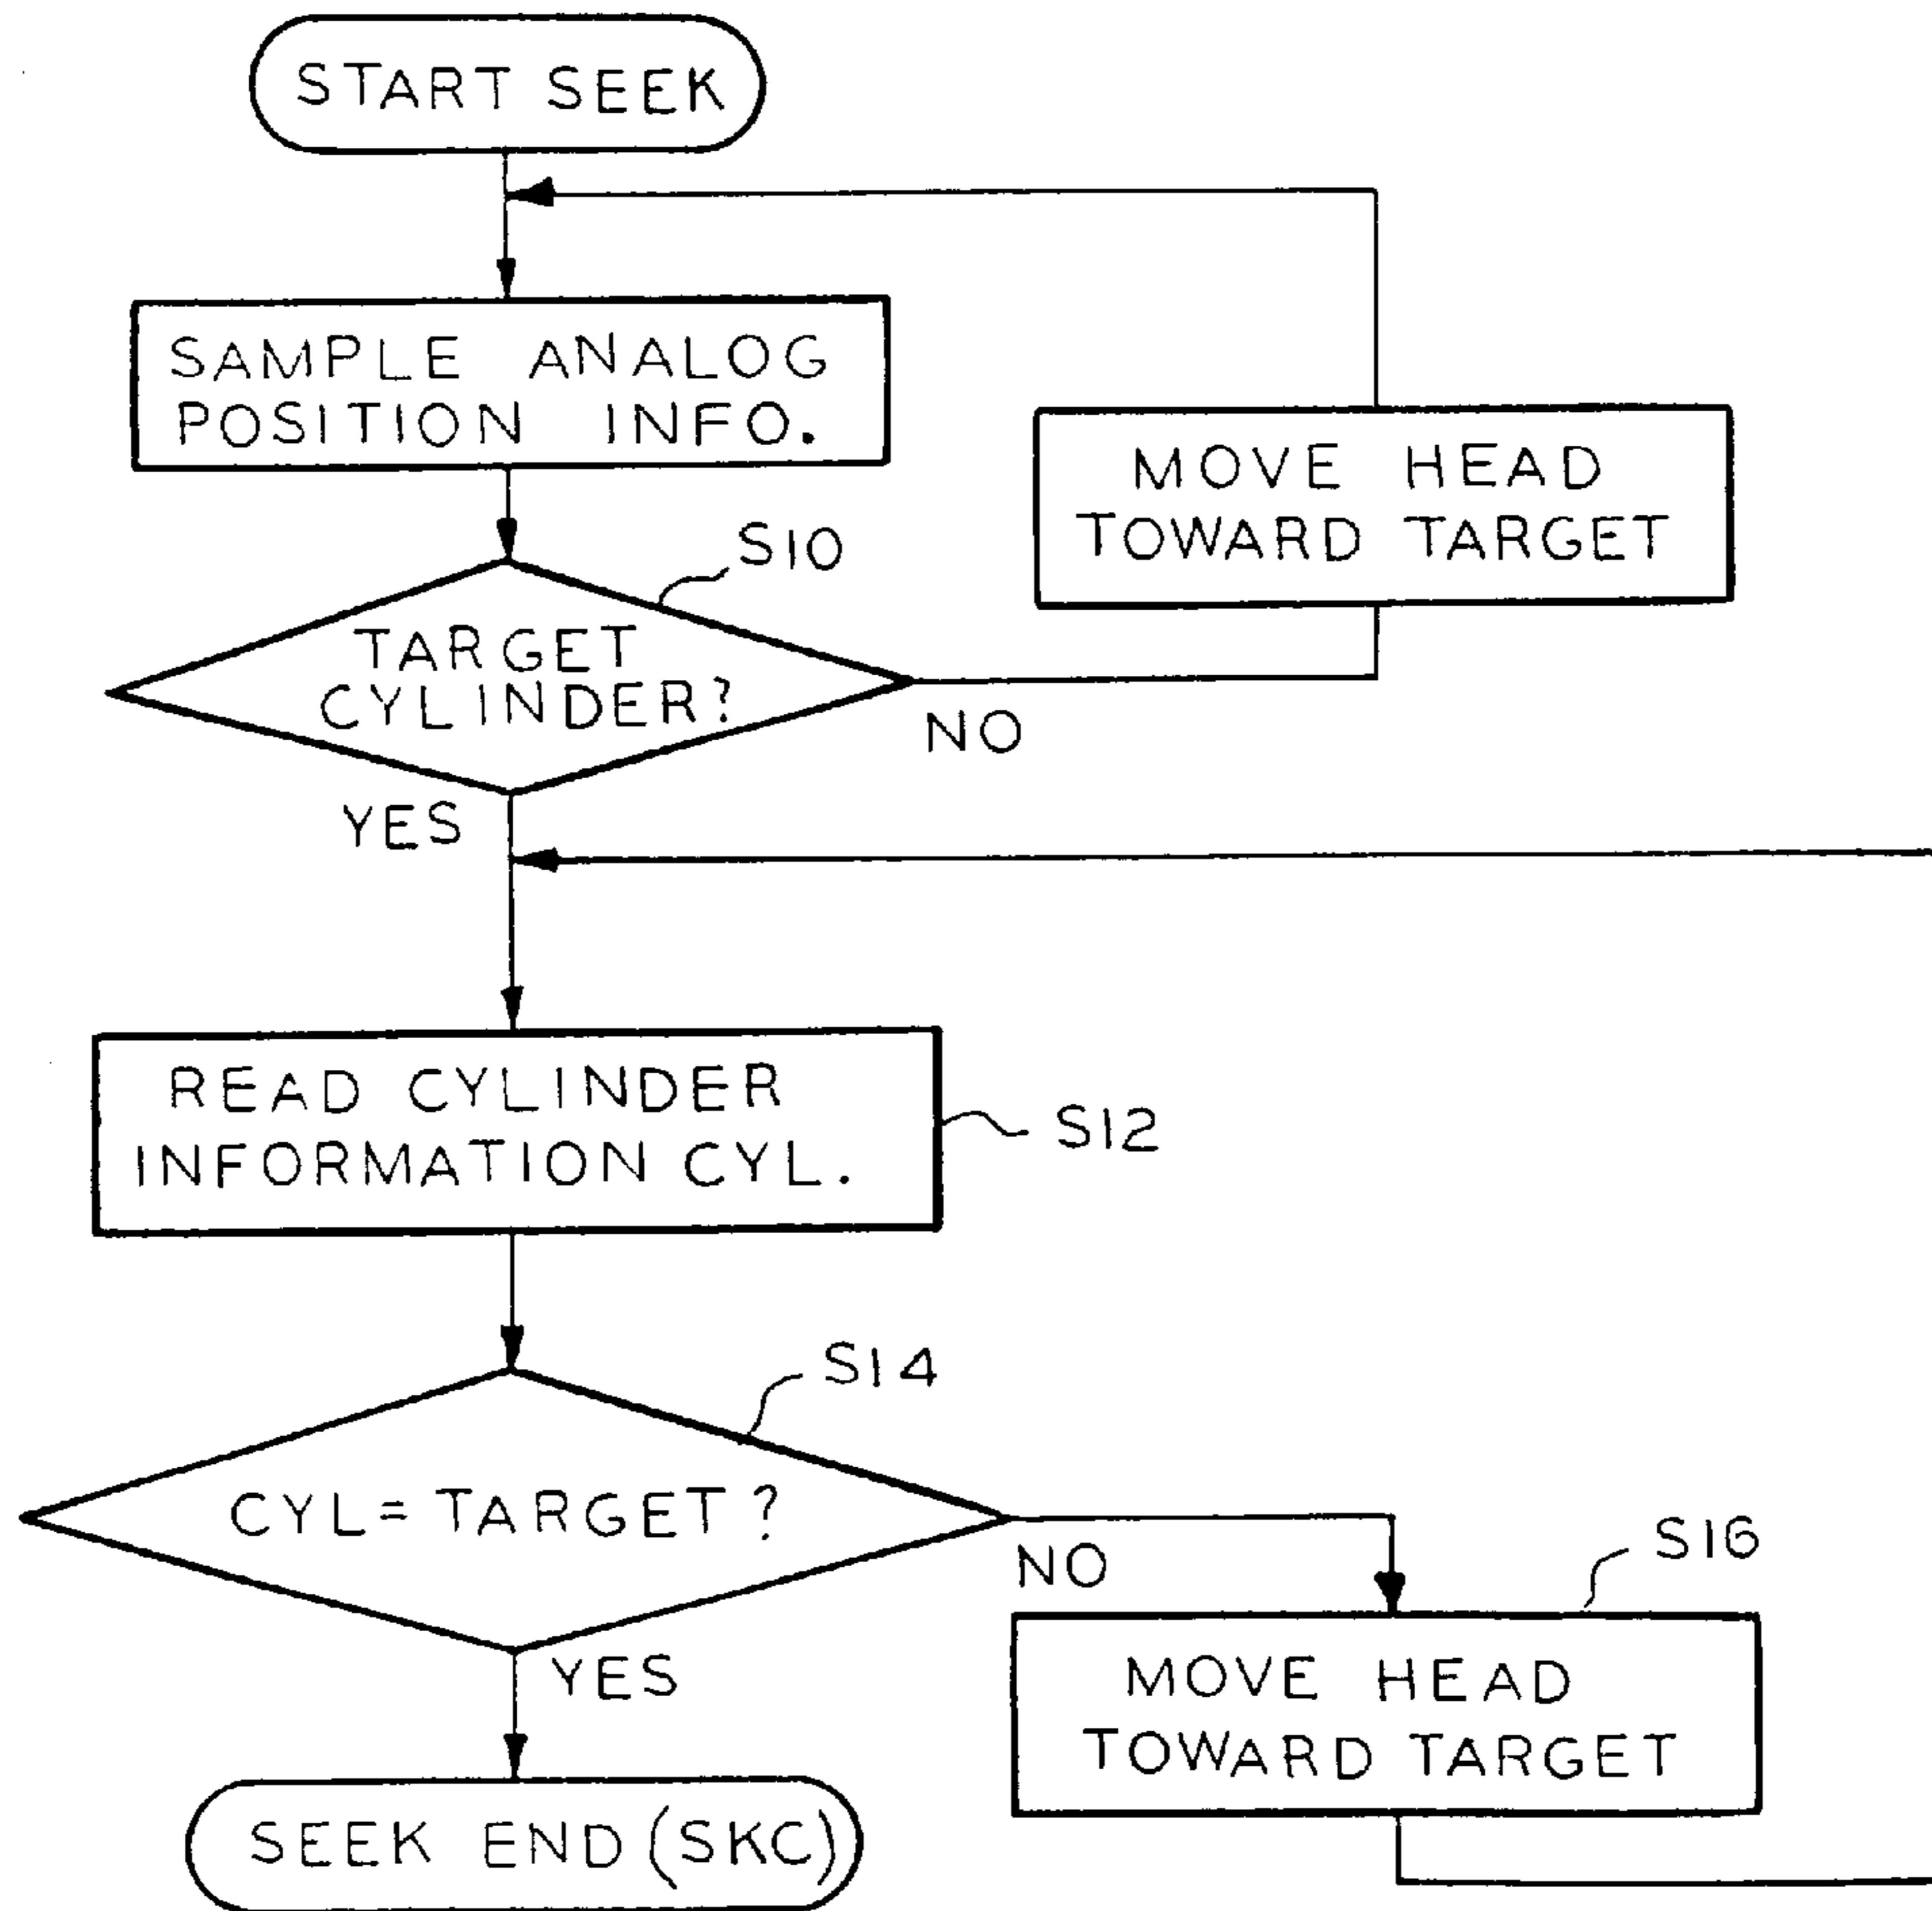 START SEEK
SAMPLE ANALOG
POSITION INFO.
MOVE HEAD
TOWARD TARGET
S10
TARGET
CYLINDER?
NO
YES
READ CYLINDER
INFORMATION CYL.
S12
S14
CYL=TARGET?
NO
S16
YES
MOVE HEAD
TOWARD TARGET
SEEK END (SKC)